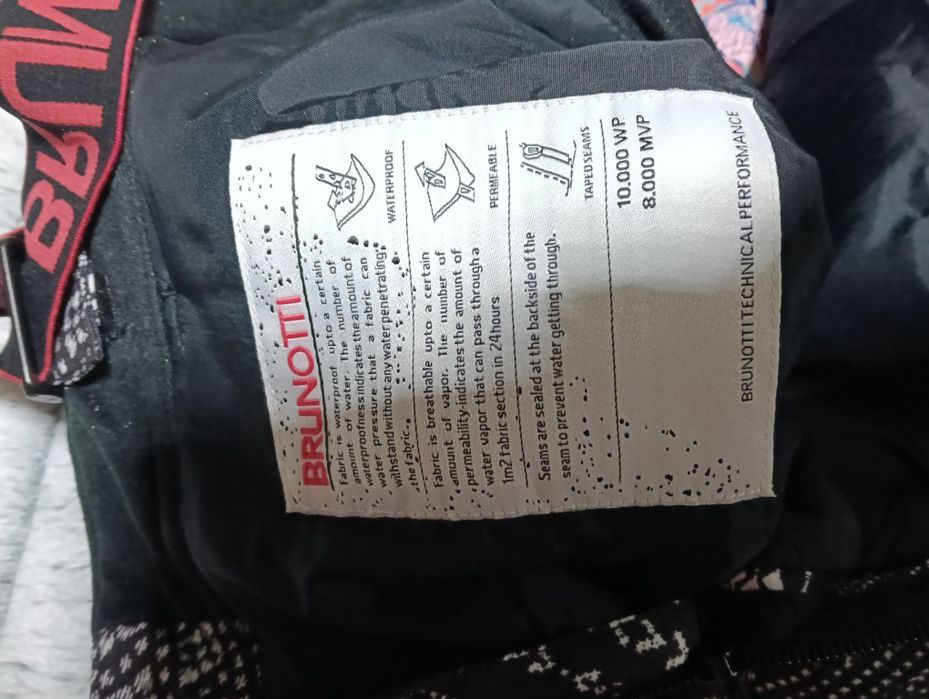 BRUNOTTI
Fabric is waterproof upto a certain
amount of water. The number of
waterproofness indicates the amount of
water pressure that a fabric can
withstand without any water penetrating
the fabric.
WATERPROOF
Fabric is breathable upto a certain
amount of vapor. The number of
permeability-indicates the amount of
water vapor that can pass through a
1m2 fabric section in 24hours
PERMEABLE
Seams are sealed at the backside of the
seam to prevent water getting through.
TAPED SEAMS
10.000 WP
8.000 MVP
BRUNOTTI TECHNICAL PERFORMANCE